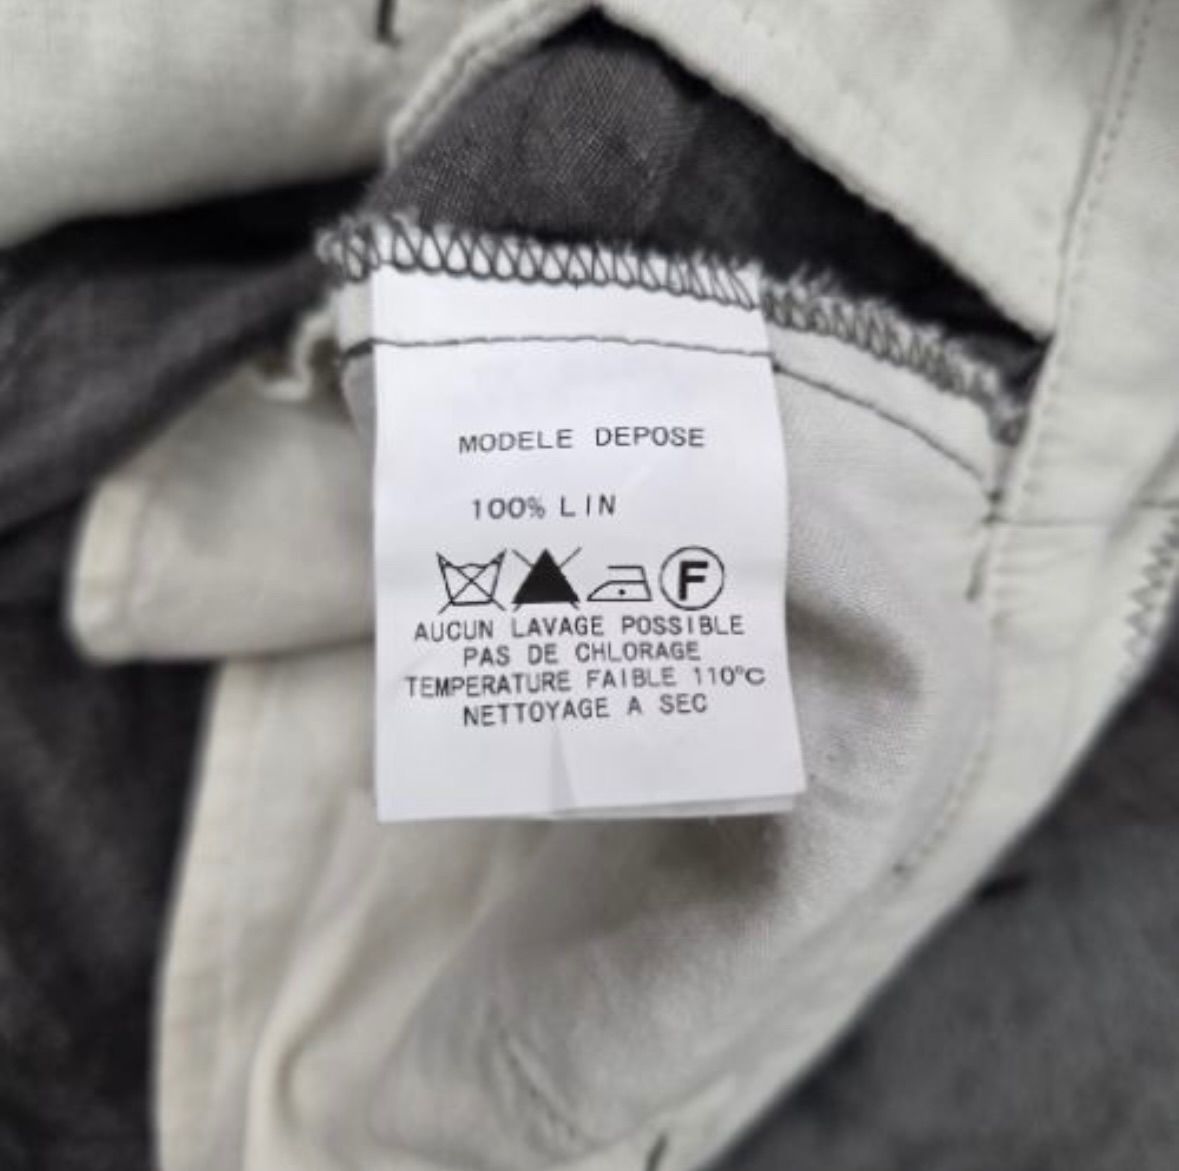 MODELE DEPOSE
100% LIN
F
AUCUN LAVAGE POSSIBLE
PAS DE CHLORAGE
TEMPERATURE FAIBLE 110°C
NETTOYAGE A SEC